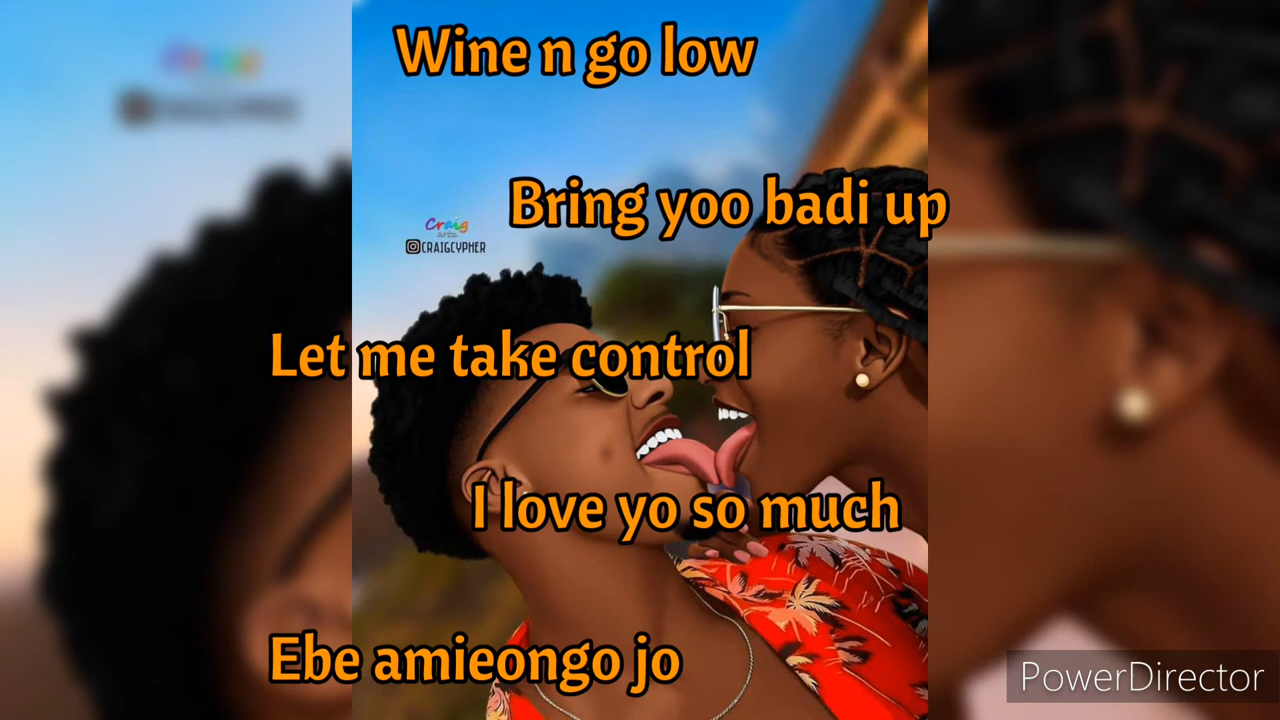 Wine n go low
Bring yoo badi up
Craig
artz
CRAIGCYPHER
Let me take control
I love yo so much
Ebe amieongo jo
PowerDirector